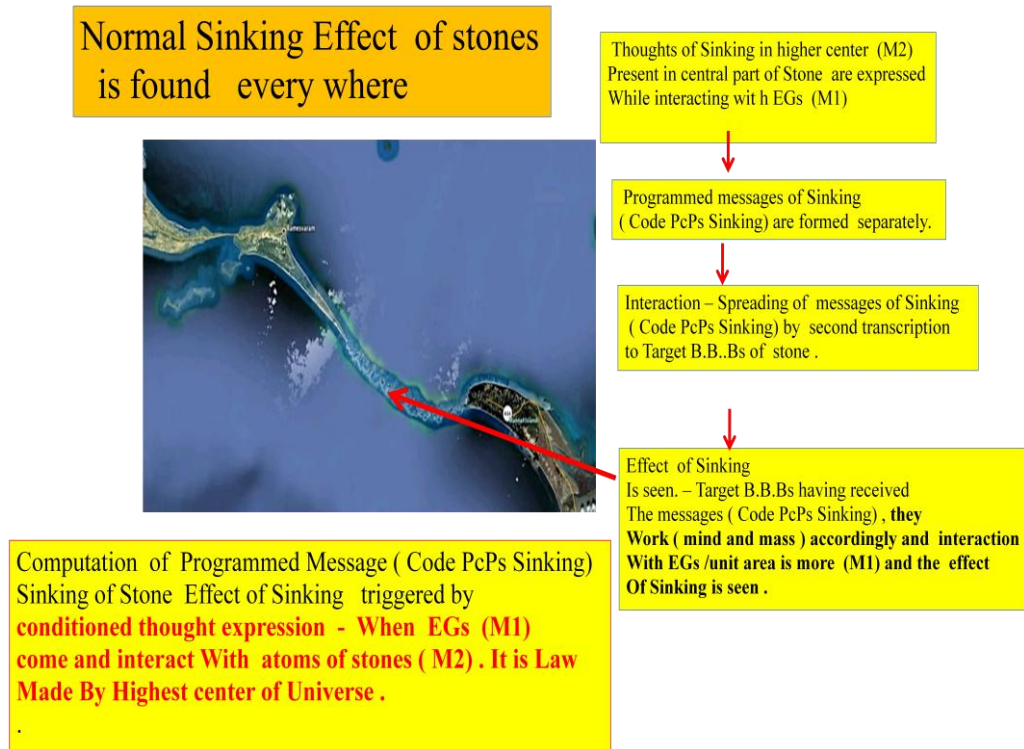 Normal Sinking Effect of stones
is found every where
Thoughts of Sinking in higher center (M2)
Present in central part of Stone are expressed
While interacting wit h EGs (M1)
Programmed messages of Sinking
( Code PcPs Sinking) are formed separately.
Interaction – Spreading of messages of Sinking
( Code PcPs Sinking) by second transcription
to Target B.B..Bs of stone .
Effect of Sinking
Is seen. – Target B.B.Bs having received
The messages ( Code PcPs Sinking) , they
Work ( mind and mass ) accordingly and interaction
With EGs /unit area is more (M1) and the effect
Of Sinking is seen .
Rameswaram
Computation of Programmed Message ( Code PcPs Sinking)
Sinking of Stone Effect of Sinking triggered by
conditioned thought expression - When EGs (M1)
come and interact With atoms of stones ( M2) . It is Law
Made By Highest center of Universe .
.